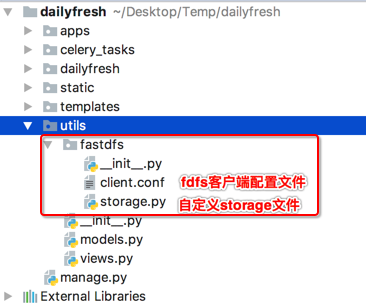 dailyfresh ~/Desktop/Temp/dailyfresh
apps
celery_tasks
dailyfresh
static
templates
utils
fastdfs
__init__.py
client.conf fdfs客户端配置文件
storage.py 自定义storage文件
__init__.py
models.py
views.py
manage.py
External Libraries